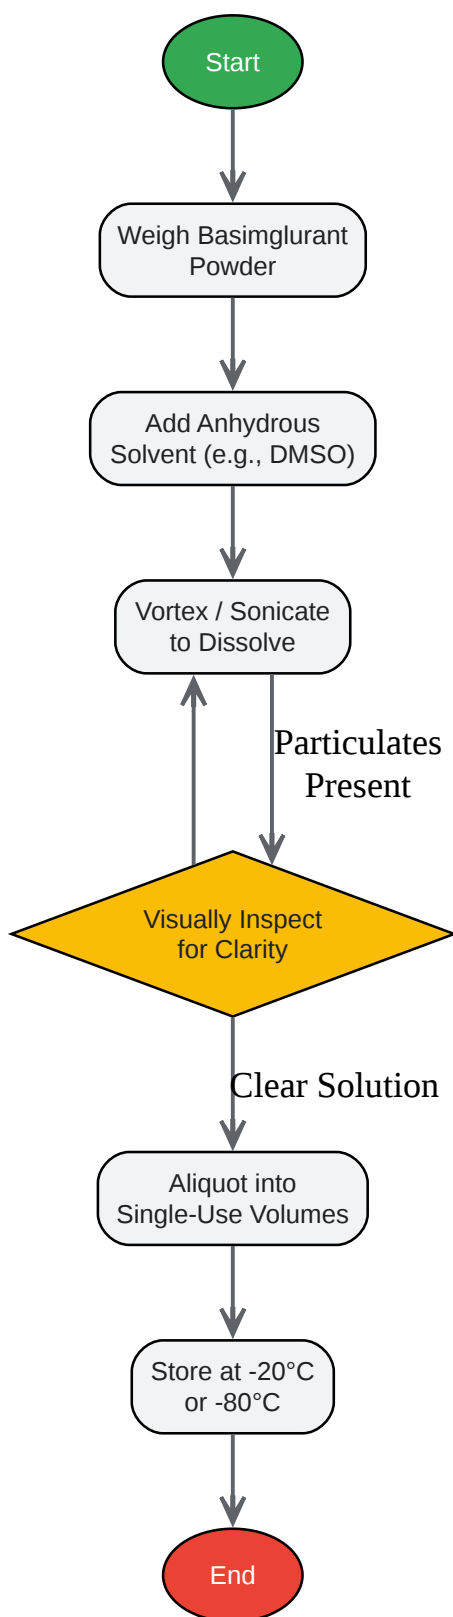 Start
Weigh Basimglurant
Powder
Add Anhydrous
Solvent (e.g., DMSO)
Vortex / Sonicate
to Dissolve
Particulates
Present
Visually Inspect
for Clarity
Clear Solution
Aliquot into
Single-Use Volumes
Store at -20°C
or -80°C
End